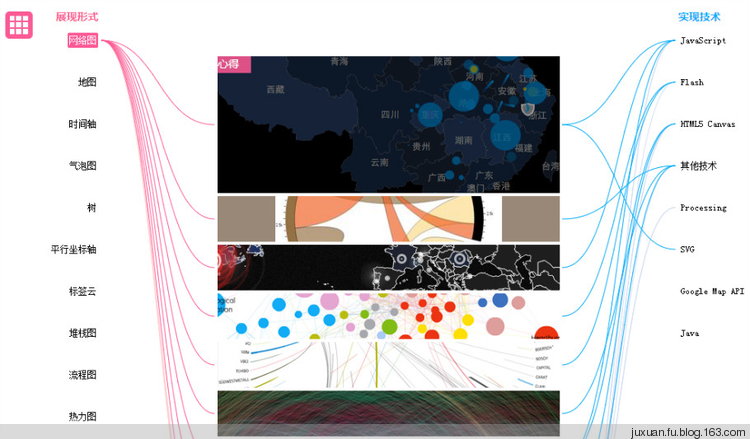 展现形式
网络图
地图
时间轴
气泡图
树
平行坐标轴
标签云
堆栈图
流程图
热力图
心得
青海
陕西
河南
江苏
西藏
安徽
四川
重庆
浙江
湖南
江西
贵州
福建
云南
广西
广东
台湾
香港
澳门
实现技术
JavaScript
Flash
HTML5 Canvas
其他技术
Processing
SVG
Google Map API
Java
juxuan.fu.blog.163.com